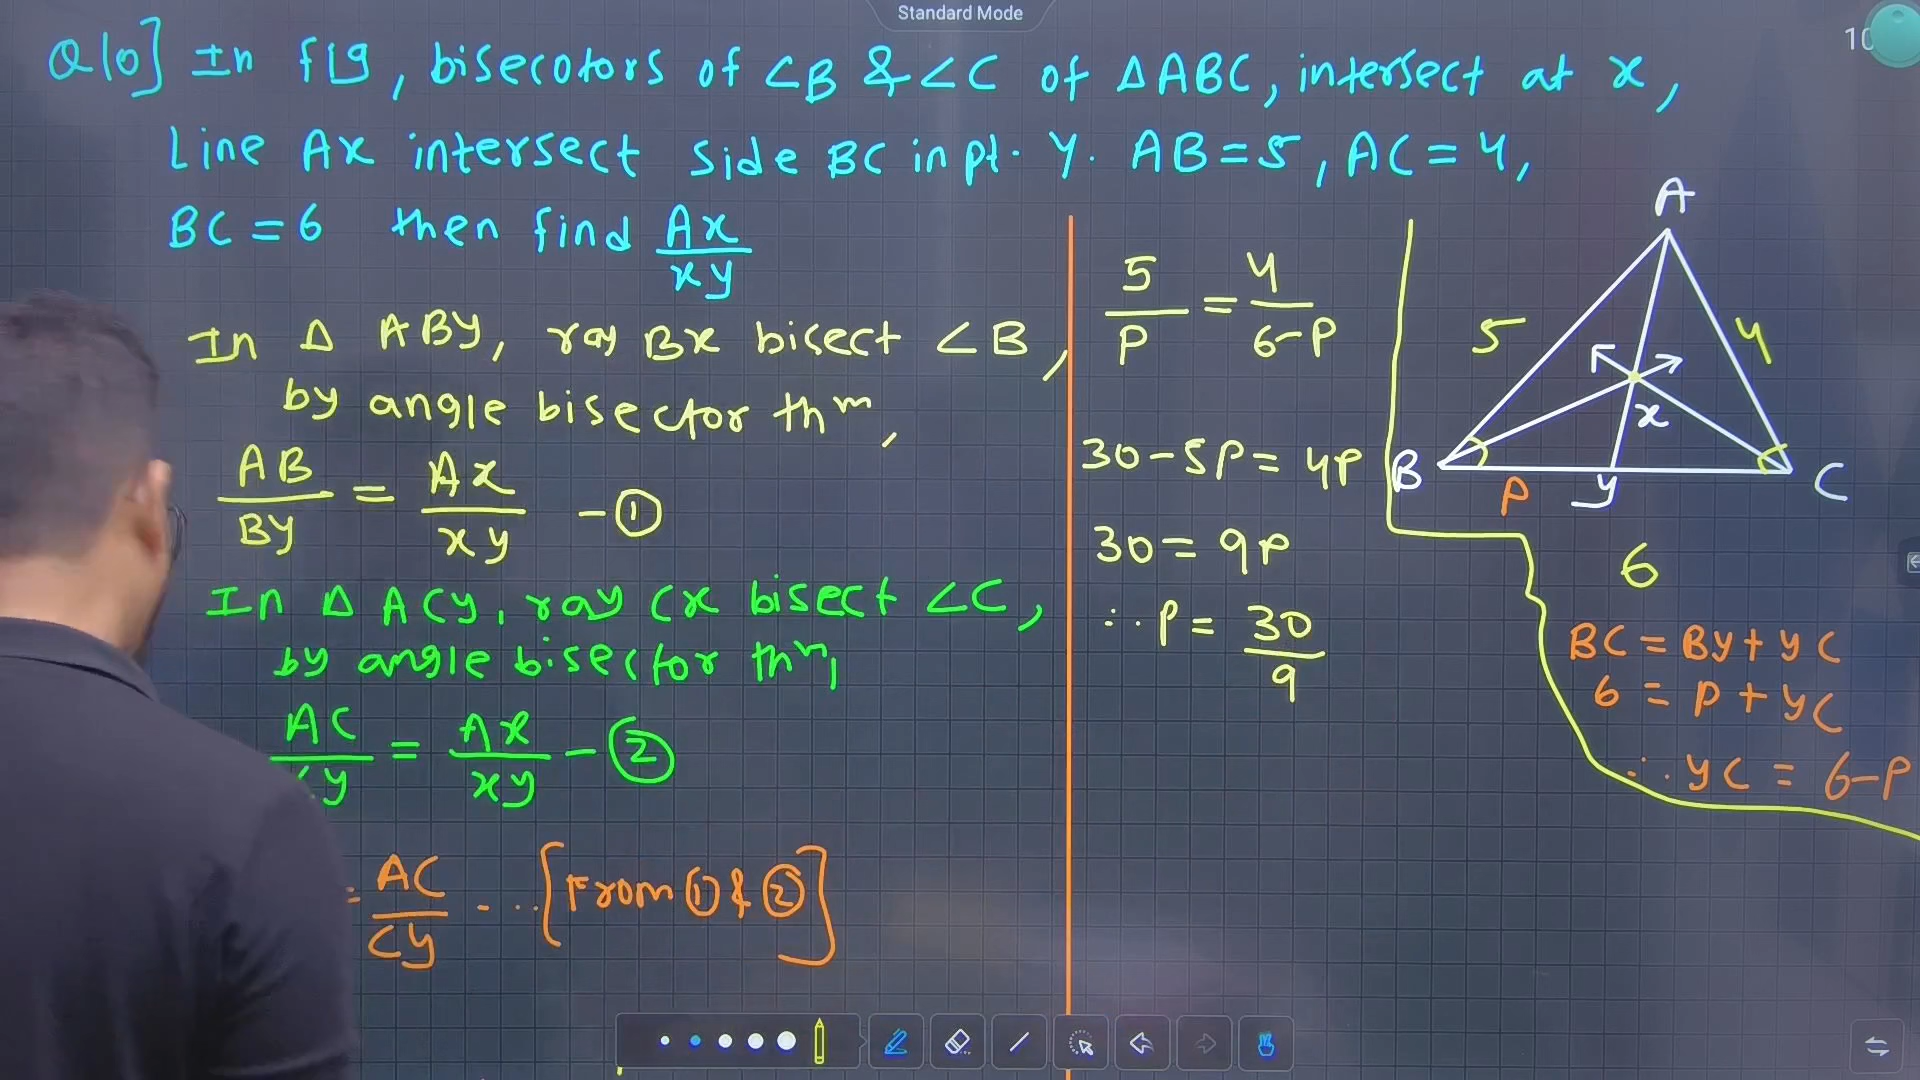 Standard Mode
10
Q10] In fig, bisecotors of ∠B & ∠C of ΔABC, intersect at x,
Line Ax intersect side BC in pt. y. AB=5, AC=4,
BC=6 then find Ax/xy
In Δ ABy, ray Bx bisect ∠B,
by angle bisector thm,
AB/By = Ax/xy -①
In Δ ACy, ray Cx bisect ∠C,
by angle bisector thm,
AC/Cy = Ax/xy -②
= AC/Cy ---- [From ① & ②]
5/P = 4/6-P
30-5P=4P
30=9P
∴ P=30/9
A
5
4
x
B
P
y
C
6
BC=By+yC
6=P+yC
∴ yC=6-P